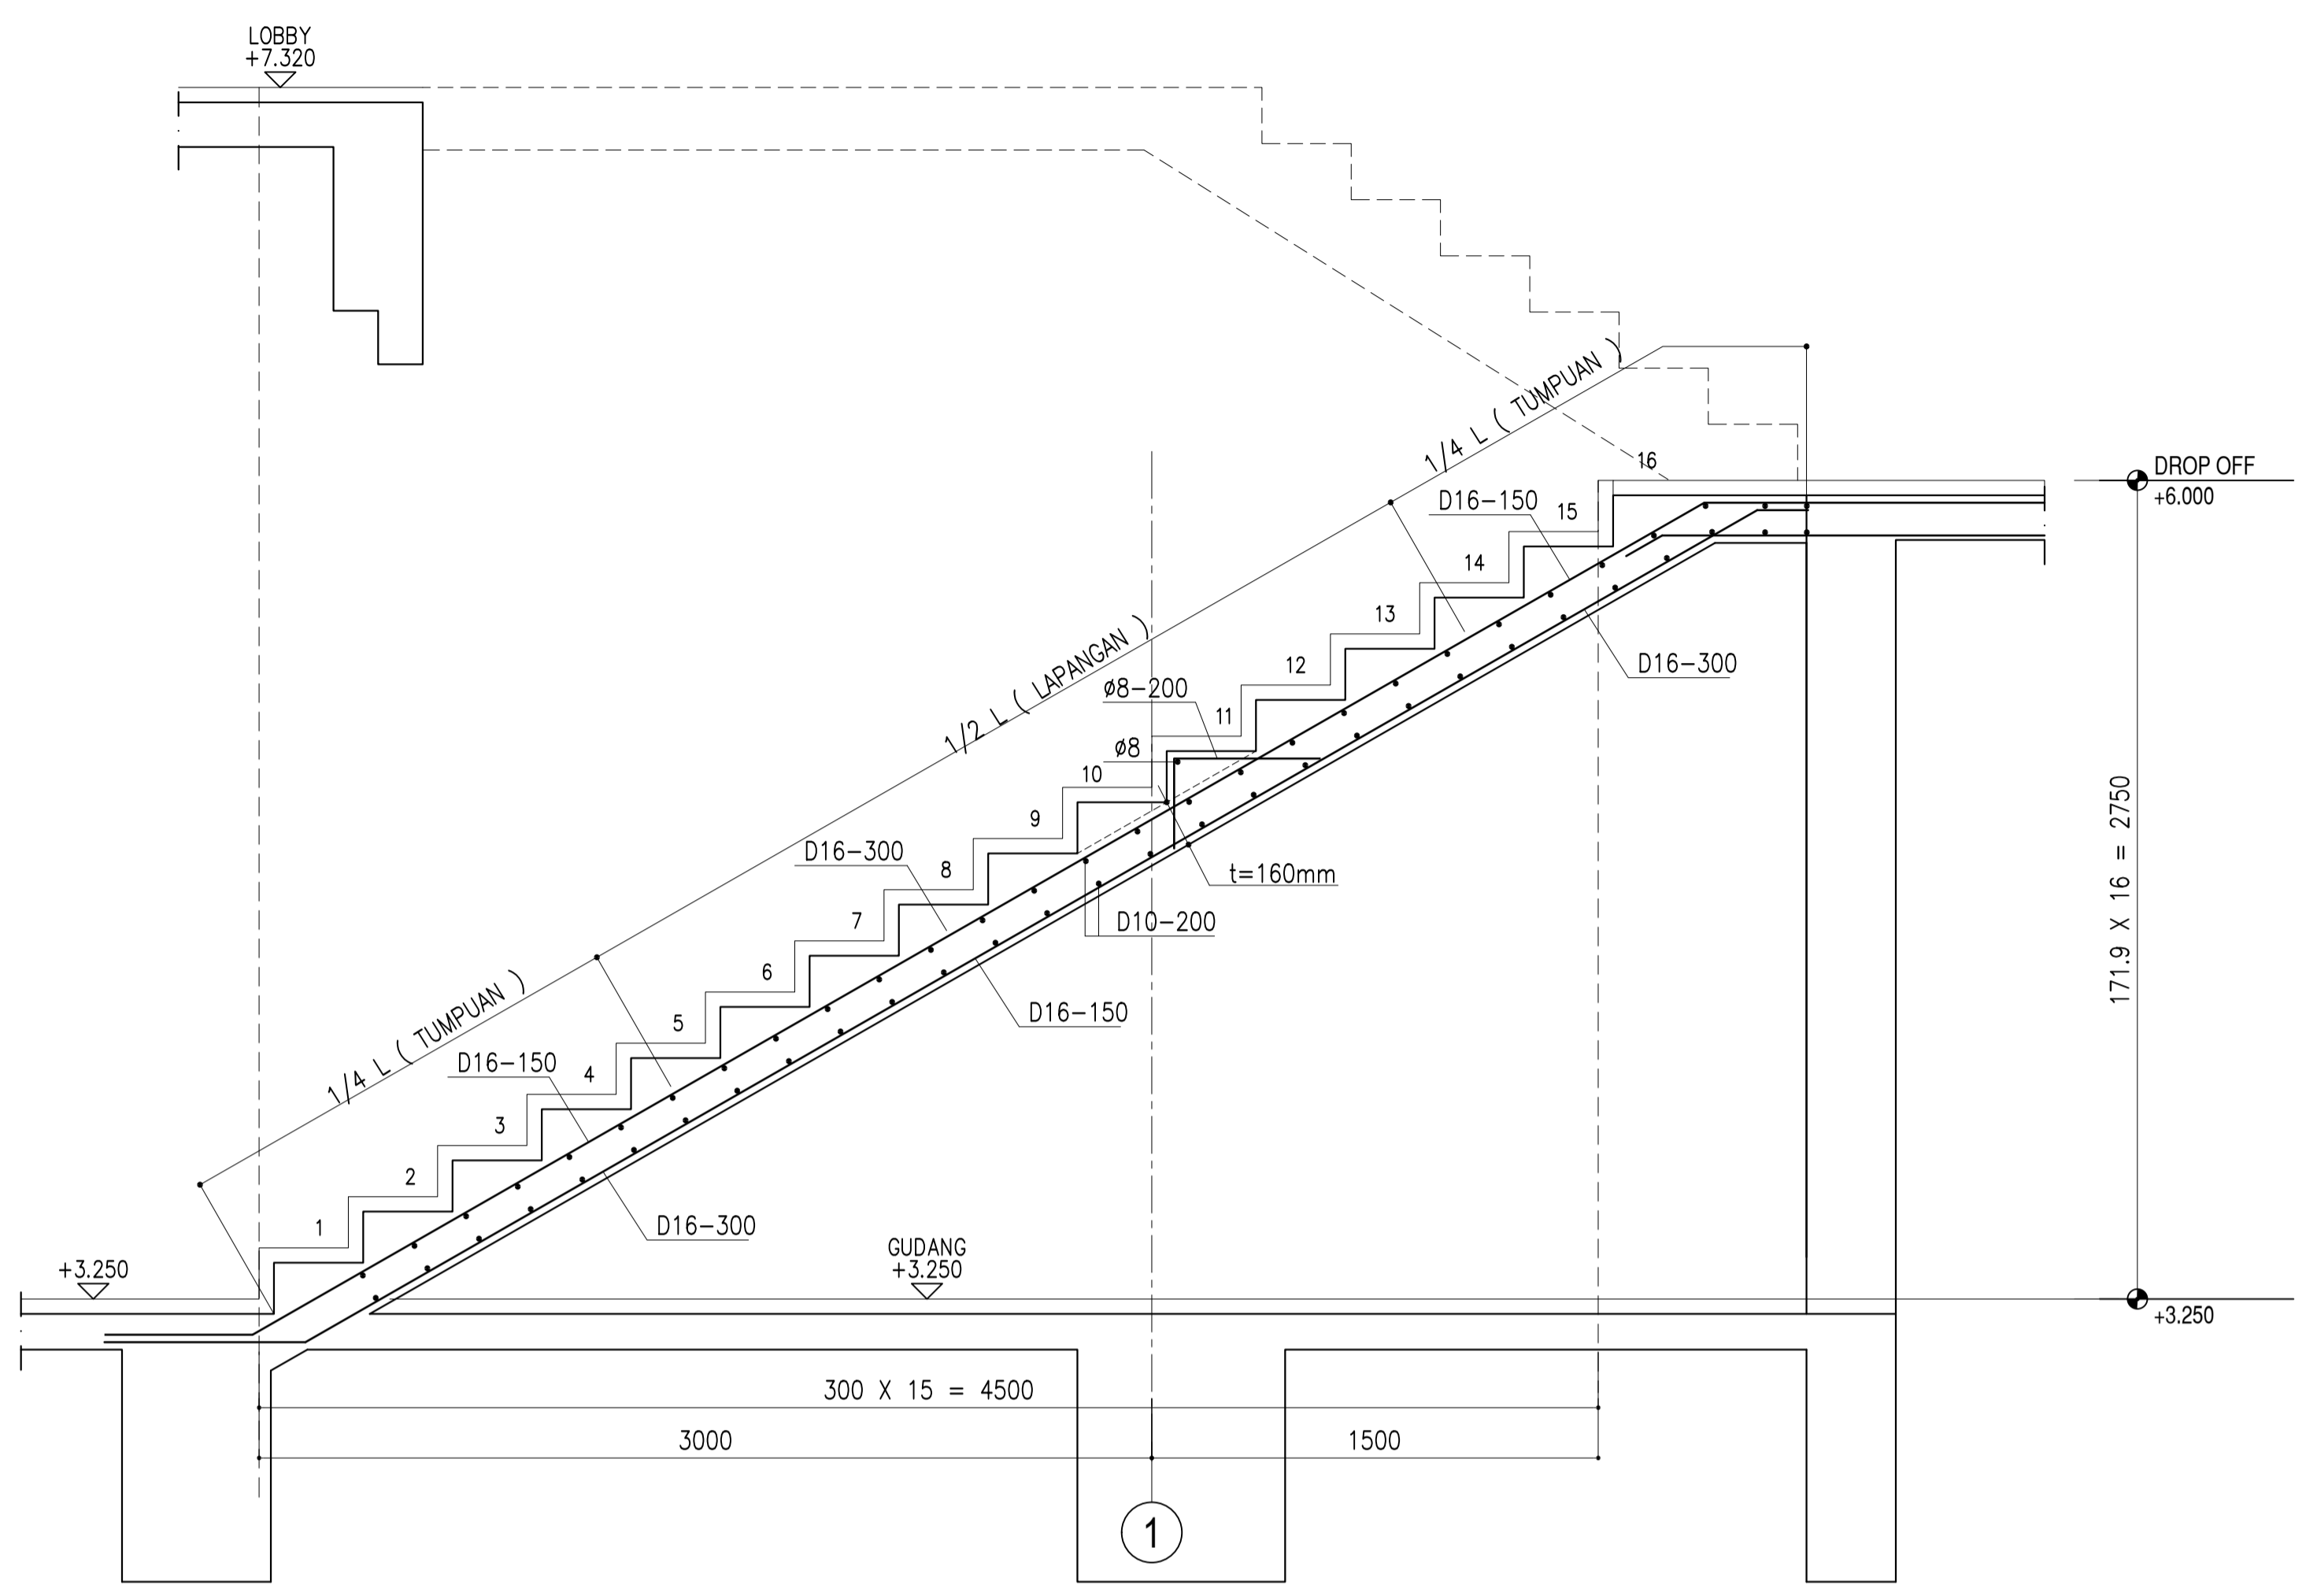 LOBBY
+7.320
1/4 L ( TUMPUAN )
16
DROP OFF
+6.000
D16-150
15
14
13
D16-300
12
1/2 L ( LAPANGAN )
ø8-200
11
ø8
10
171.9 X 16 = 2750
9
D16-300
8
t=160mm
7
D10-200
6
5
D16-150
1/4 L ( TUMPUAN )
D16-150
4
3
2
D16-300
1
+3.250
GUDANG
+3.250
+3.250
300 X 15 = 4500
3000
1500
1